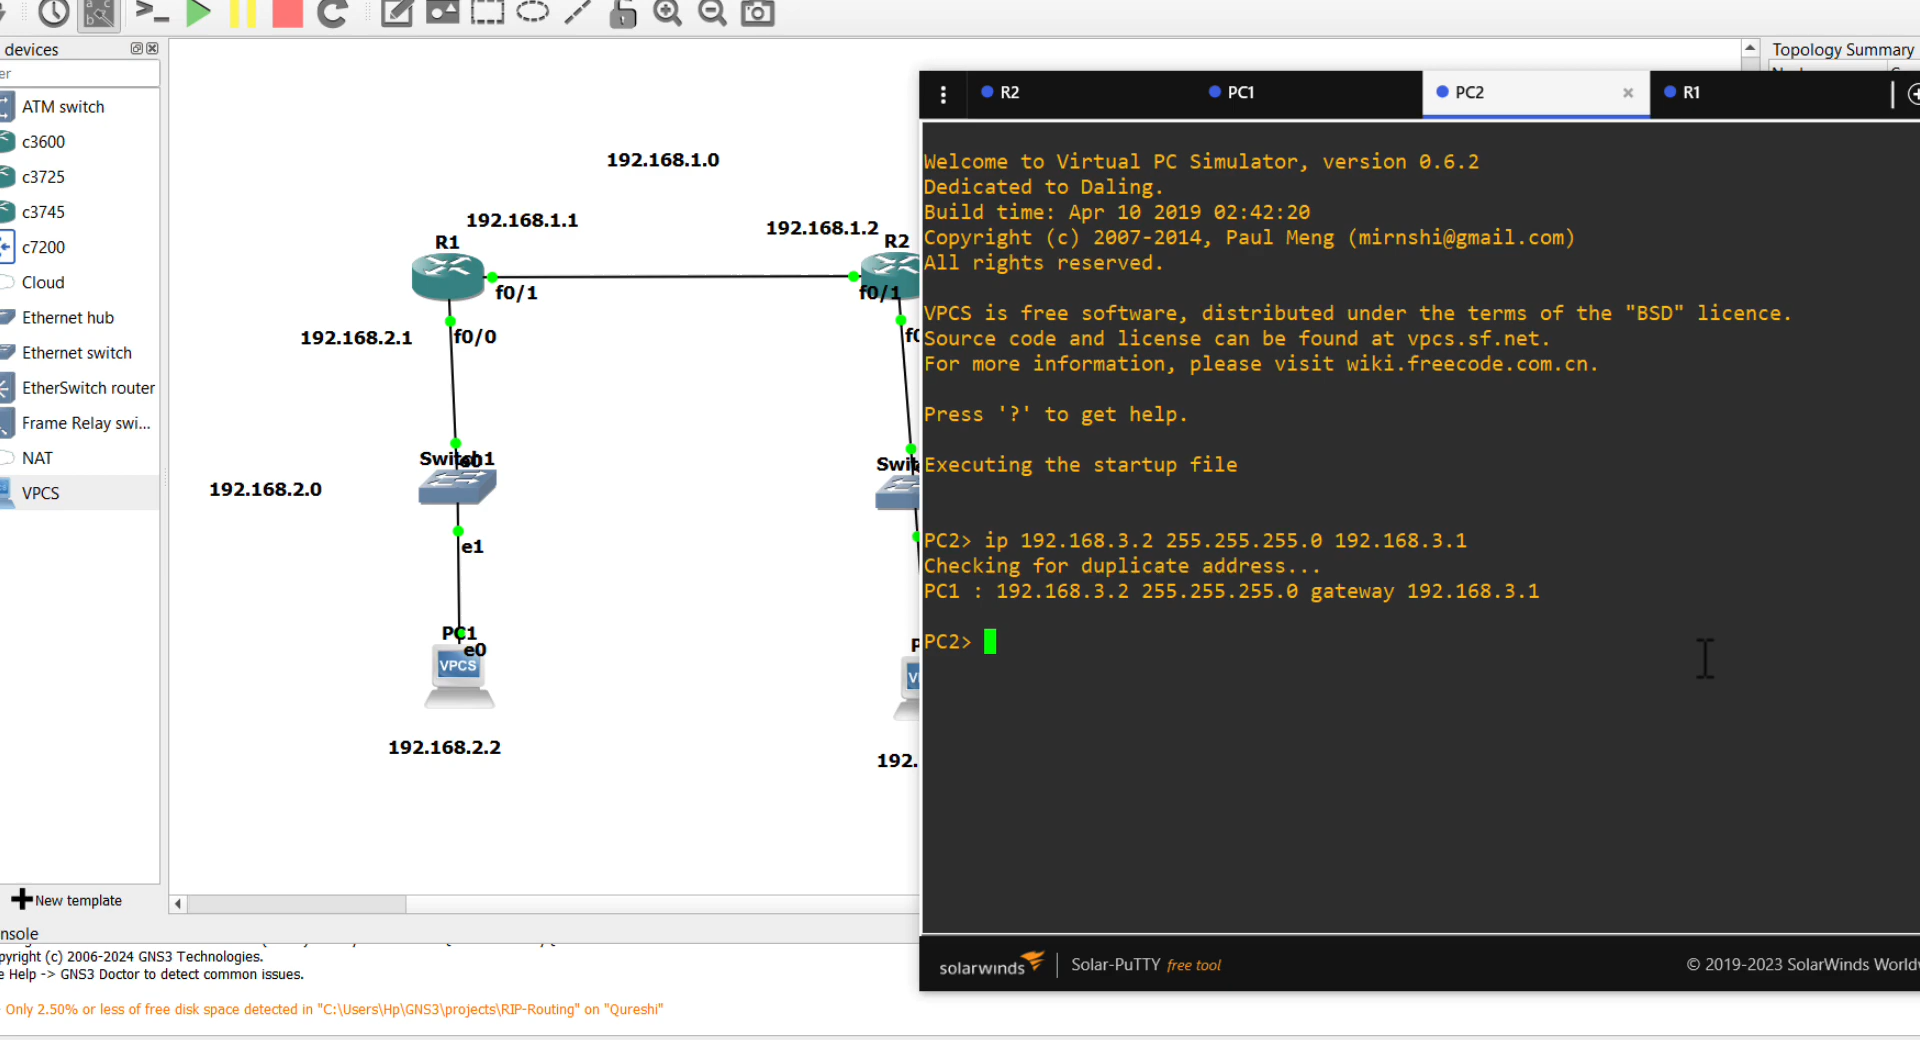 devices
er
ATM switch
c3600
c3725
c3745
c7200
Cloud
Ethernet hub
Ethernet switch
EtherSwitch router
Frame Relay swi...
NAT
VPCS
New template
192.168.1.0
192.168.1.1
192.168.1.2
R1
R2
f0/1
f0/1
192.168.2.1
f0/0
f0
Switch1
e0
Swit
192.168.2.0
e1
PC1
e0
VPCS
192.168.2.2
192.
Topology Summary
R2
PC1
PC2
R1
Welcome to Virtual PC Simulator, version 0.6.2
Dedicated to Daling.
Build time: Apr 10 2019 02:42:20
Copyright (c) 2007-2014, Paul Meng (mirnshi@gmail.com)
All rights reserved.
VPCS is free software, distributed under the terms of the "BSD" licence.
Source code and license can be found at vpcs.sf.net.
For more information, please visit wiki.freecode.com.cn.
Press '?' to get help.
Executing the startup file
PC2> ip 192.168.3.2 255.255.255.0 192.168.3.1
Checking for duplicate address...
PC1 : 192.168.3.2 255.255.255.0 gateway 192.168.3.1
PC2>
solarwinds Solar-PuTTY free tool
© 2019-2023 SolarWinds Worldw
nsole
pyright (c) 2006-2024 GNS3 Technologies.
e Help -> GNS3 Doctor to detect common issues.
Only 2.50% or less of free disk space detected in "C:\Users\Hp\GNS3\projects\RIP-Routing" on "Qureshi"